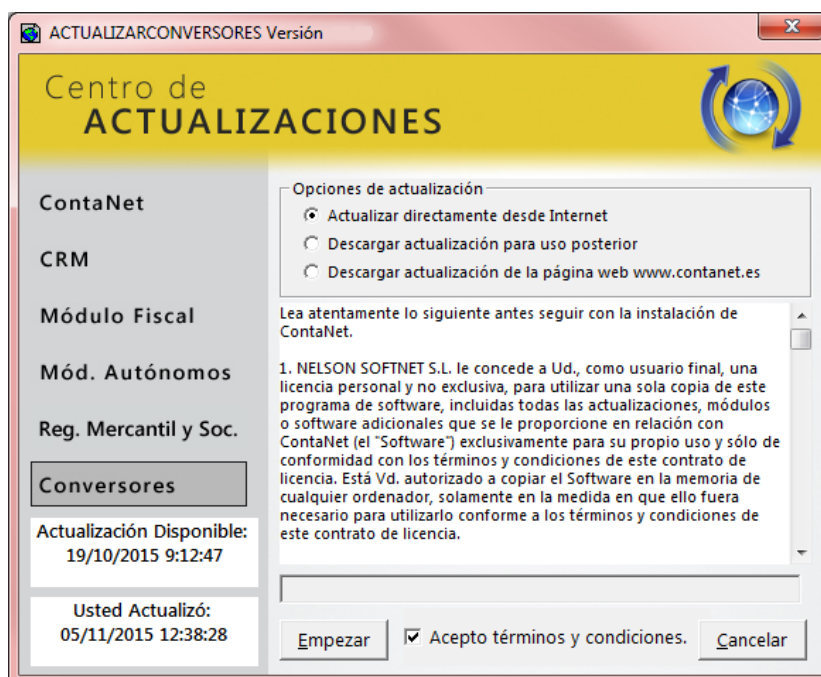 ACTUALIZARCONVERSORES Versión
Centro de
ACTUALIZACIONES
ContaNet
CRM
Módulo Fiscal
Mód. Autónomos
Reg. Mercantil y Soc.
Conversores
Actualización Disponible:
19/10/2015 9:12:47
Usted Actualizó:
05/11/2015 12:38:28
Opciones de actualización
Actualizar directamente desde Internet
Descargar actualización para uso posterior
Descargar actualización de la página web www.contanet.es
Lea atentamente lo siguiente antes seguir con la instalación de
ContaNet.
1. NELSON SOFTNET S.L. le concede a Ud., como usuario final, una
licencia personal y no exclusiva, para utilizar una sola copia de este
programa de software, incluidas todas las actualizaciones, módulos
o software adicionales que se le proporcione en relación con
ContaNet (el "Software") exclusivamente para su propio uso y sólo de
conformidad con los términos y condiciones de este contrato de
licencia. Está Vd. autorizado a copiar el Software en la memoria de
cualquier ordenador, solamente en la medida en que ello fuera
necesario para utilizarlo conforme a los términos y condiciones de
este contrato de licencia.
Empezar
Acepto términos y condiciones.
Cancelar